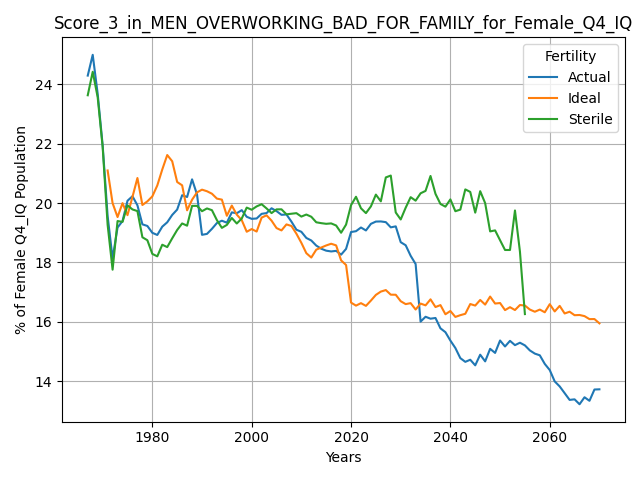 Score_3_in_MEN_OVERWORKING_BAD_FOR_FAMILY_for_Female_Q4_IQ
Fertility
Actual
Ideal
Sterile
% of Female Q4_IQ Population
24
22
20
18
16
14
1980
2000
2020
2040
2060
Years